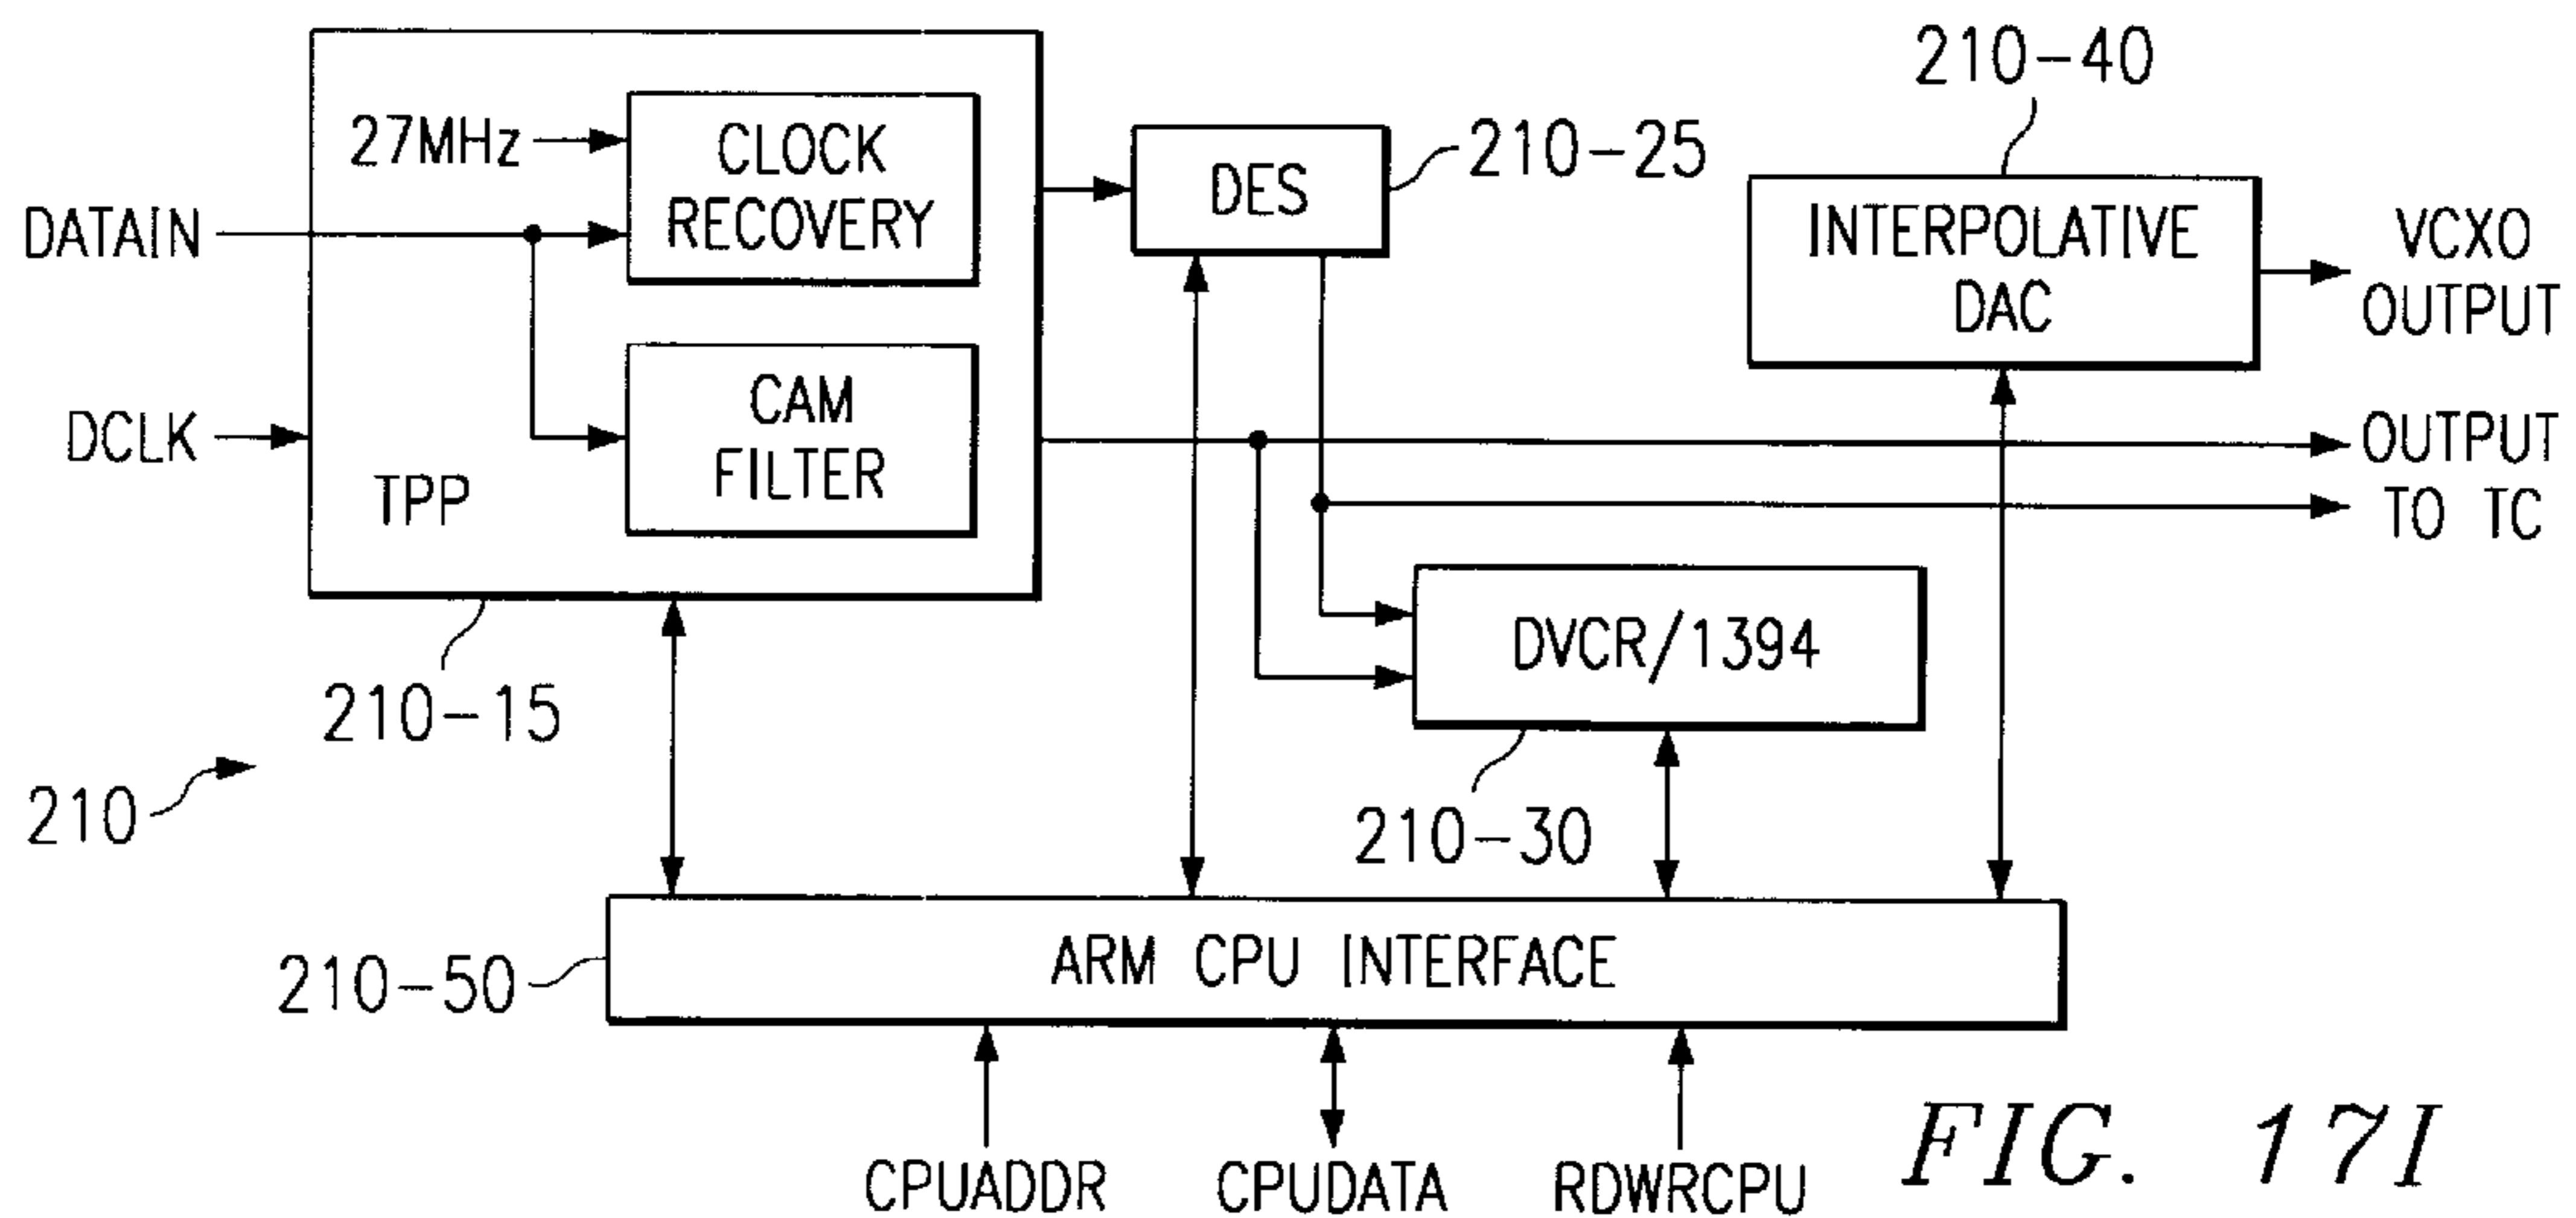 210-40
27MHz
CLOCK
RECOVERY
DES
210-25
DATAIN
INTERPOLATIVE
DAC
VCXO
OUTPUT
DCLK
CAM
FILTER
TPP
OUTPUT
TO TC
DVCR/1394
210-15
210
210-30
210-50
ARM CPU INTERFACE
CPUADDR
CPUDATA
RDWRCPU
FIG. 17I